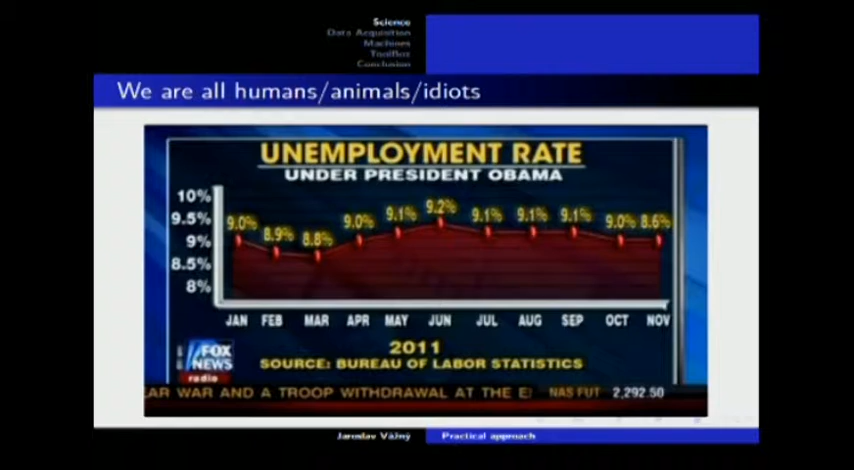 Science
Data Acquisition
Machines
ToolBox
Conclusion
We are all humans/animals/idiots
UNEMPLOYMENT RATE
UNDER PRESIDENT OBAMA
10%
9.5%
9%
8.5%
8%
9.0% 8.9% 8.8% 9.0% 9.1% 9.2% 9.1% 9.1% 9.1% 9.0% 8.6%
JAN FEB MAR APR MAY JUN JUL AUG SEP OCT NOV
2011
SOURCE: BUREAU OF LABOR STATISTICS
FOX
NEWS
radio
EAR WAR AND A TROOP WITHDRAWAL AT THE E NAS FUT 2,292.50
Jaroslav Vážný Practical approach